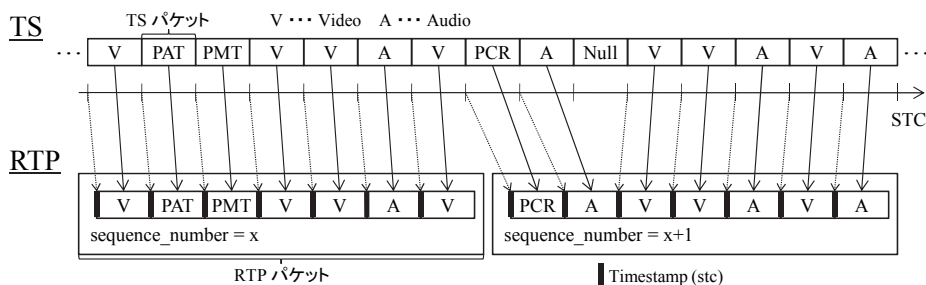 TS パケット V ・・・ Video A ・・・ Audio
TS
・・・ V PAT PMT V V A V PCR A Null V V A V A ・・・
STC
RTP
V PAT PMT V V A V PCR A V V A V A
sequence_number = x sequence_number = x+1
RTP パケット Timestamp (stc)